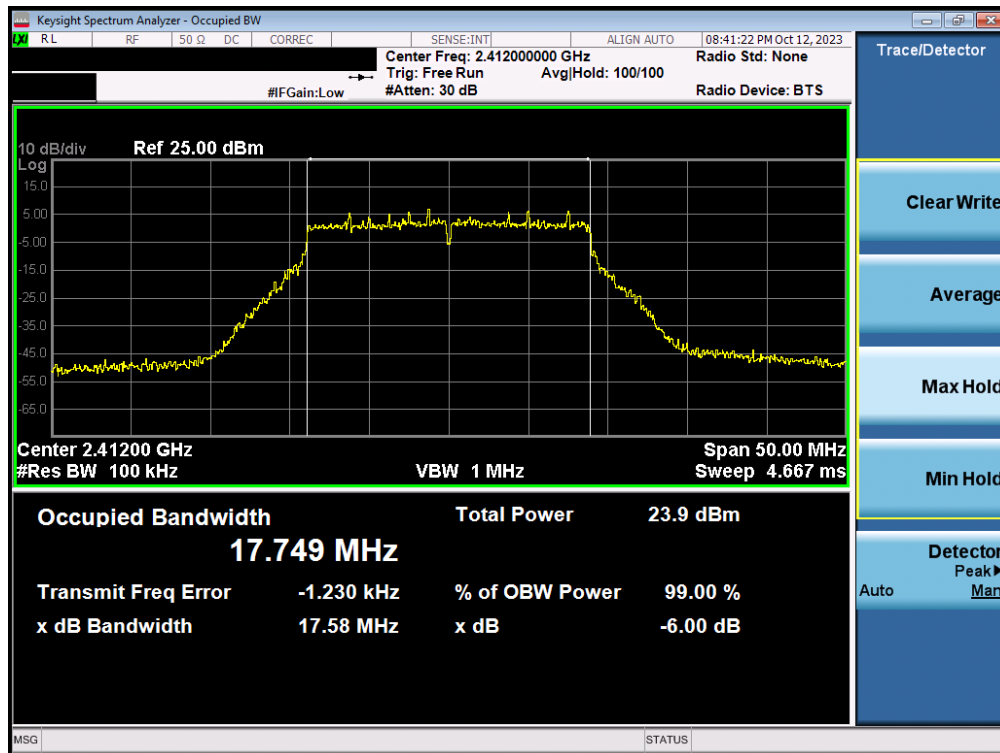 Keysight Spectrum Analyzer - Occupied BW
LXI RL RF 50 Ω DC CORREC SENSE:INT ALIGN AUTO 08:41:22 PM Oct 12, 2023
Center Freq: 2.412000000 GHz Radio Std: None
Trig: Free Run Avg|Hold: 100/100
#IFGain:Low #Atten: 30 dB Radio Device: BTS
Trace/Detector
10 dB/div Ref 25.00 dBm
Log
15.0
5.00
-5.00
-15.0
-25.0
-35.0
-45.0
-55.0
-65.0
Center 2.41200 GHz Span 50.00 MHz
#Res BW 100 kHz VBW 1 MHz Sweep 4.667 ms
Occupied Bandwidth Total Power 23.9 dBm
17.749 MHz
Transmit Freq Error -1.230 kHz % of OBW Power 99.00 %
x dB Bandwidth 17.58 MHz x dB -6.00 dB
Clear Write
Average
Max Hold
Min Hold
Detector
Peak
Auto Man
MSG STATUS